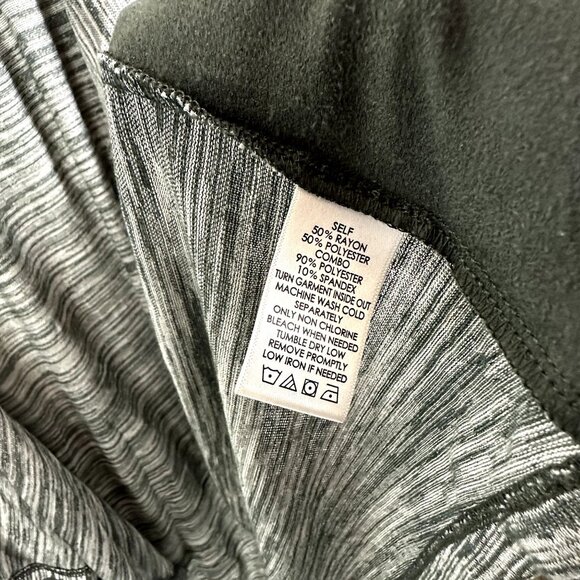 SELF
50% RAYON
50% POLYESTER
COMBO
90% POLYESTER
10% SPANDEX
TURN GARMENT INSIDE OUT
MACHINE WASH COLD
SEPARATELY
ONLY NON CHLORINE
BLEACH WHEN NEEDED
TUMBLE DRY LOW
REMOVE PROMPTLY
LOW IRON IF NEEDED